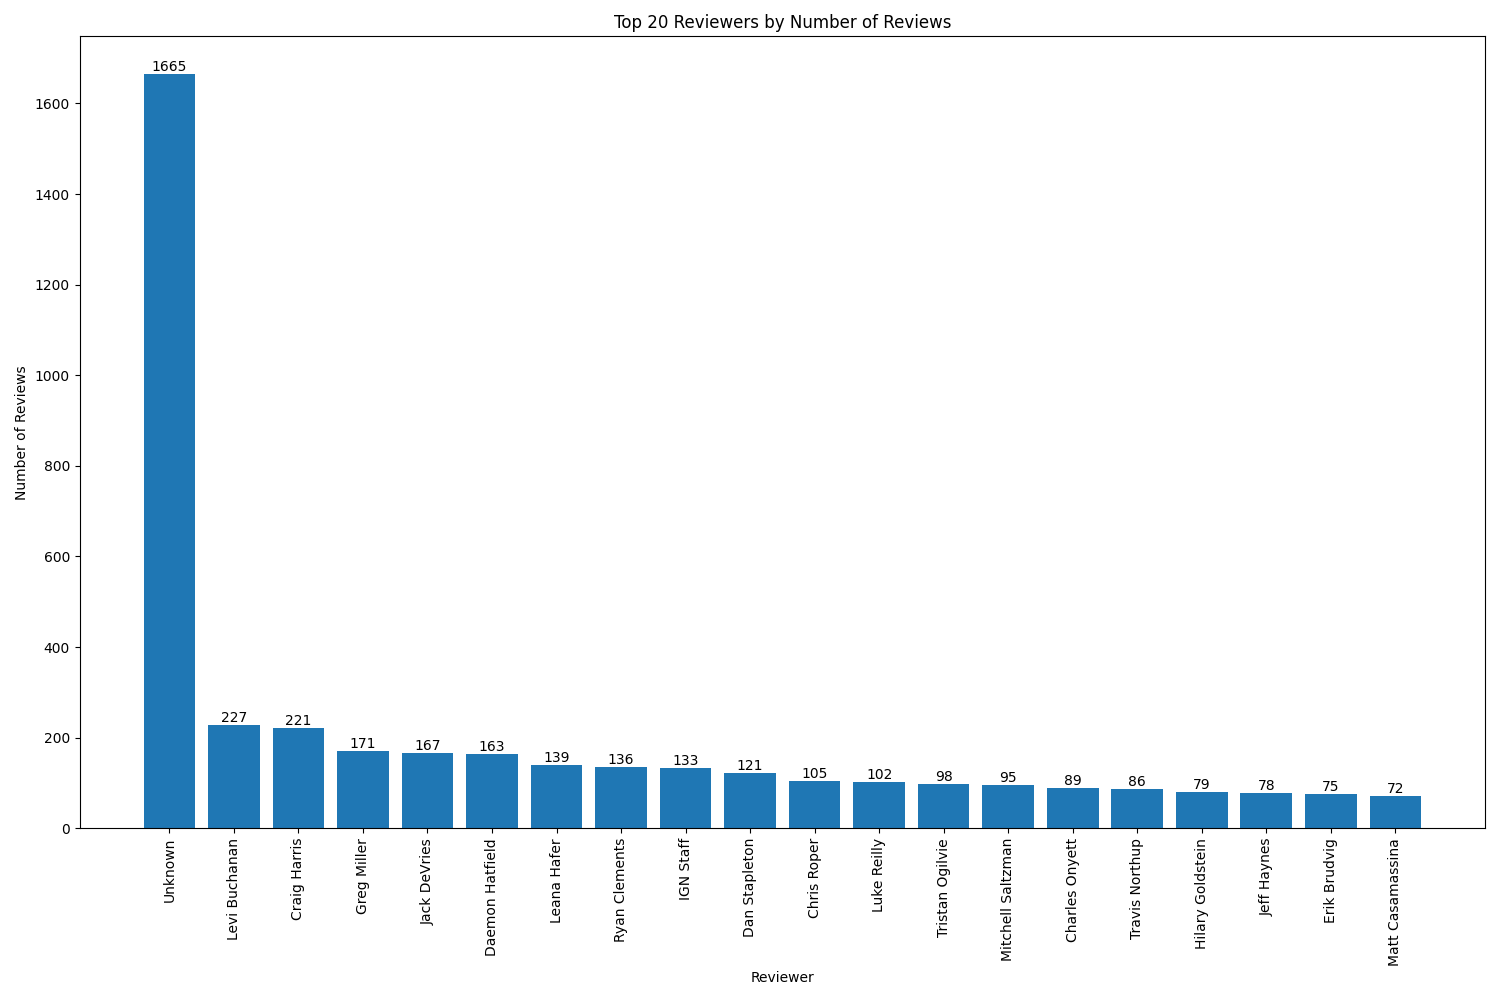 Top 20 Reviewers by Number of Reviews
Number of Reviews
1600
1400
1200
1000
800
600
400
200
0
1665
227
221
171
167
163
139
136
133
121
105
102
98
95
89
86
79
78
75
72
Unknown
Levi Buchanan
Craig Harris
Greg Miller
Jack DeVries
Daemon Hatfield
Leana Hafer
Ryan Clements
IGN Staff
Dan Stapleton
Chris Roper
Luke Reilly
Tristan Ogilvie
Mitchell Saltzman
Charles Onyett
Travis Northup
Hilary Goldstein
Jeff Haynes
Erik Brudvig
Matt Casamassina
Reviewer